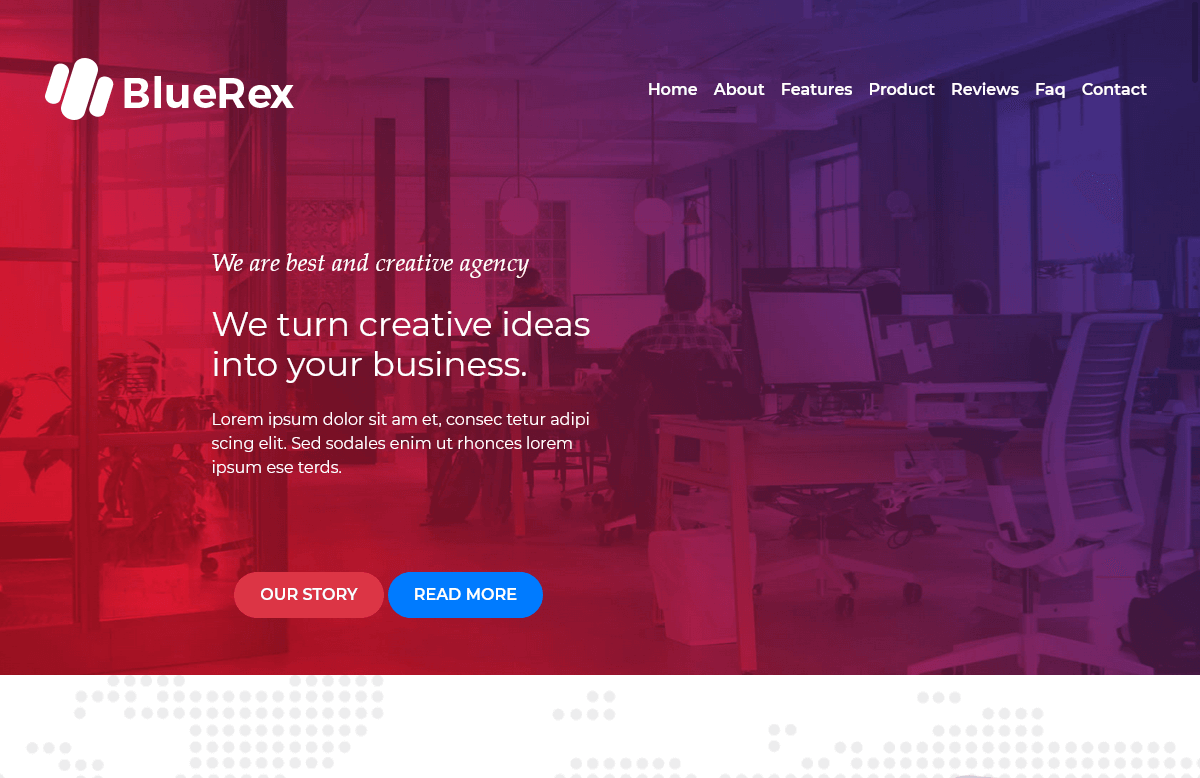 BlueRex
Home About Features Product Reviews Faq Contact
We are best and creative agency
We turn creative ideas
into your business.
Lorem ipsum dolor sit am et, consec tetur adipi
scing elit. Sed sodales enim ut rhonces lorem
ipsum ese terds.
OUR STORY READ MORE